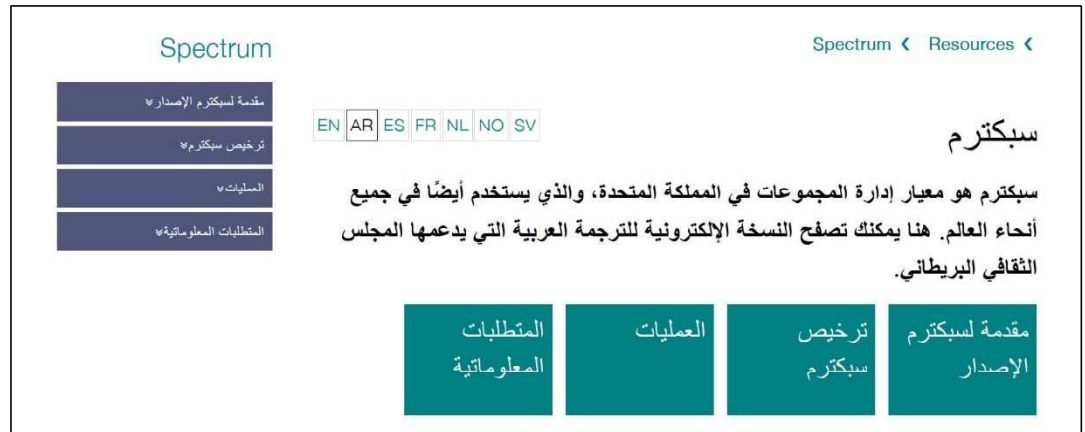 Spectrum ❮ Resources ❮
Spectrum
مقدمة لسبكترم الإصدار
ترخيص سبكترم
العمليات
المتطلبات المعلوماتية
EN AR ES FR NL NO SV
سبكترم
سبكترم هو معيار إدارة المجموعات في المملكة المتحدة، والذي يستخدم أيضًا في جميع
أنحاء العالم. هنا يمكنك تصفح النسخة الإلكترونية للترجمة العربية التي يدعمها المجلس
الثقافي البريطاني.
مقدمة لسبكترم
الإصدار
ترخيص
سبكترم
العمليات
المتطلبات
المعلوماتية